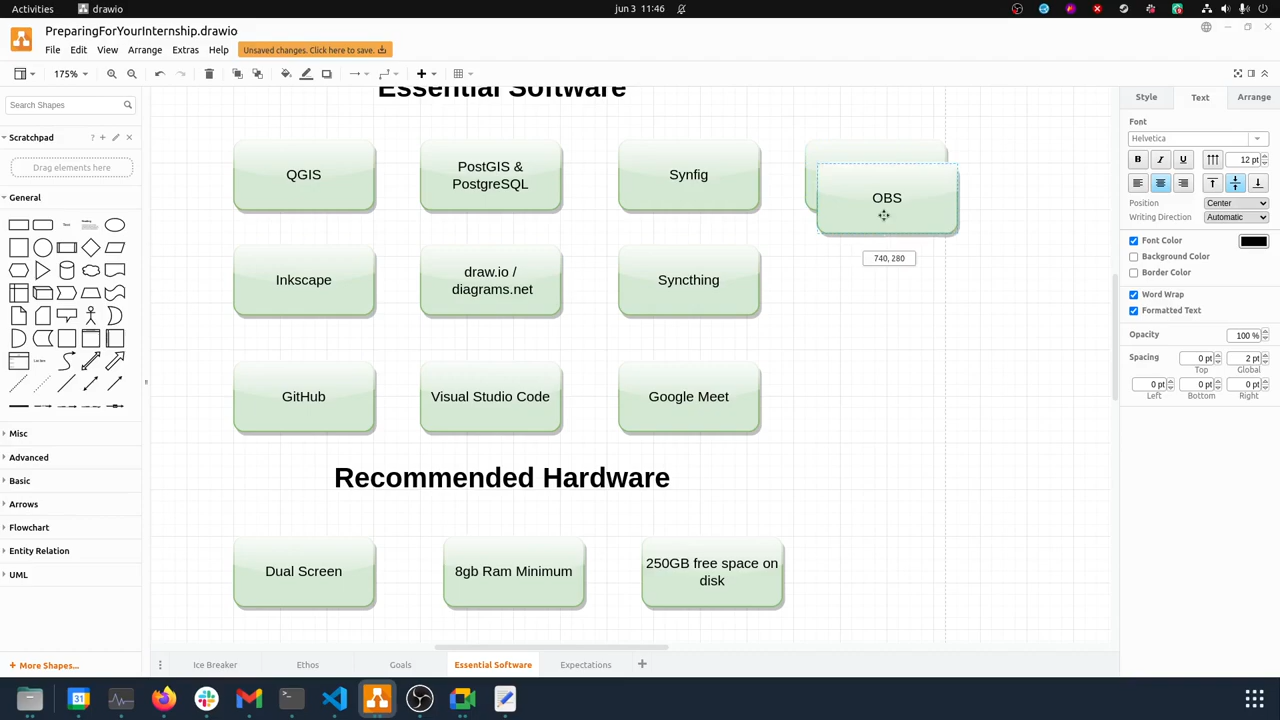 Activities
drawio
jun 3 11:46
PreparingForYourInternship.drawio
File Edit View Arrange Extras Help
Unsaved changes. Click here to save.
175%
Search Shapes
Scratchpad
?
Drag elements here
General
Text
Heading
List Item
Misc
Advanced
Basic
Arrows
Flowchart
Entity Relation
UML
+ More Shapes...
Essential Software
QGIS
PostGIS &
PostgreSQL
Synfig
OBS
740, 280
Inkscape
draw.io /
diagrams.net
Syncthing
GitHub
Visual Studio Code
Google Meet
Recommended Hardware
Dual Screen
8gb Ram Minimum
250GB free space on
disk
Ice Breaker
Ethos
Goals
Essential Software
Expectations
Style
Text
Arrange
Font
Helvetica
B I U
12 pt
Position
Center
Writing Direction
Automatic
Font Color
Background Color
Border Color
Word Wrap
Formatted Text
Opacity
100 %
Spacing
0 pt
2 pt
Top
Global
0 pt
0 pt
0 pt
Left
Bottom
Right
31